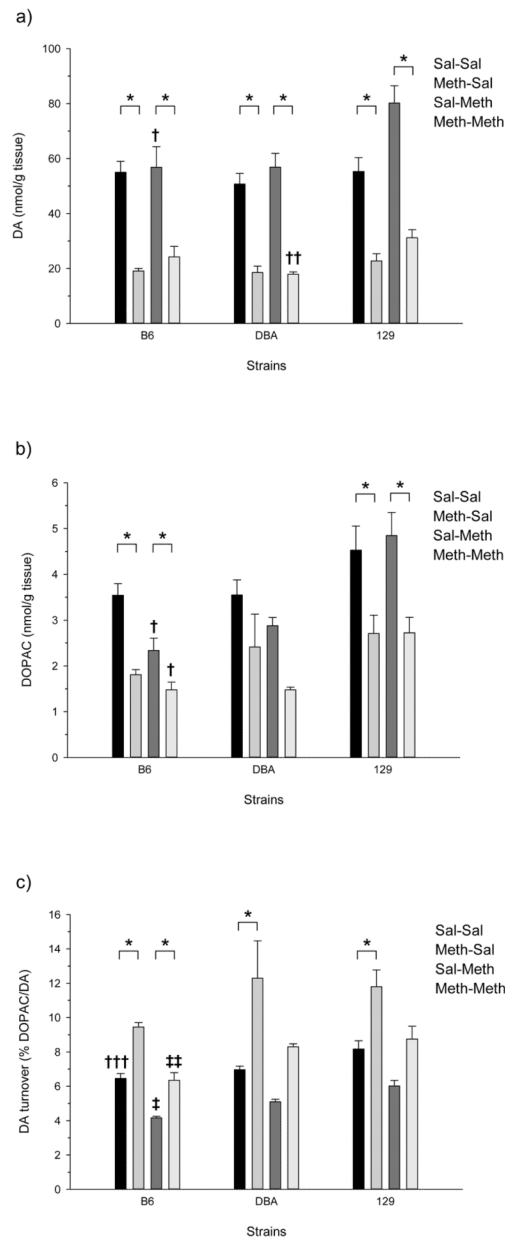 a)
100
80
60
40
20
0
DA (nmol/g tissue)
* * * * * *
†
††
Sal-Sal
Meth-Sal
Sal-Meth
Meth-Meth
B6 DBA 129
Strains
b)
6
5
4
3
2
1
0
DOPAC (nmol/g tissue)
* * * *
†
†
Sal-Sal
Meth-Sal
Sal-Meth
Meth-Meth
B6 DBA 129
Strains
c)
16
14
12
10
8
6
4
2
0
DA turnover (% DOPAC/DA)
* * * *
††† ‡ ‡‡
Sal-Sal
Meth-Sal
Sal-Meth
Meth-Meth
B6 DBA 129
Strains